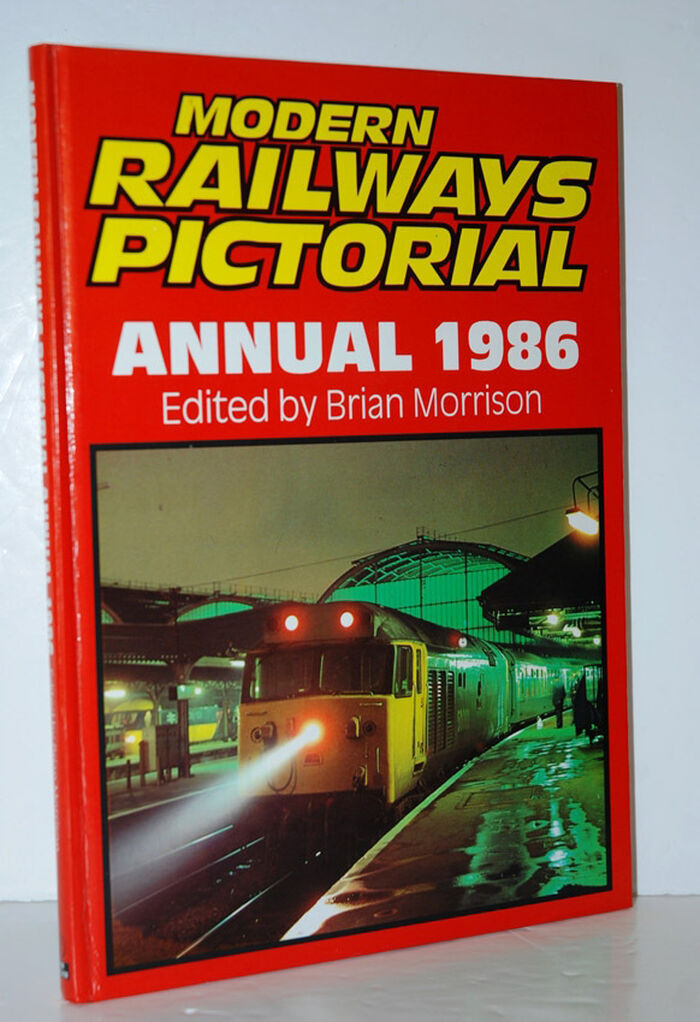 MODERN
RAILWAYS
PICTORIAL
ANNUAL 1986
Edited by Brian Morrison